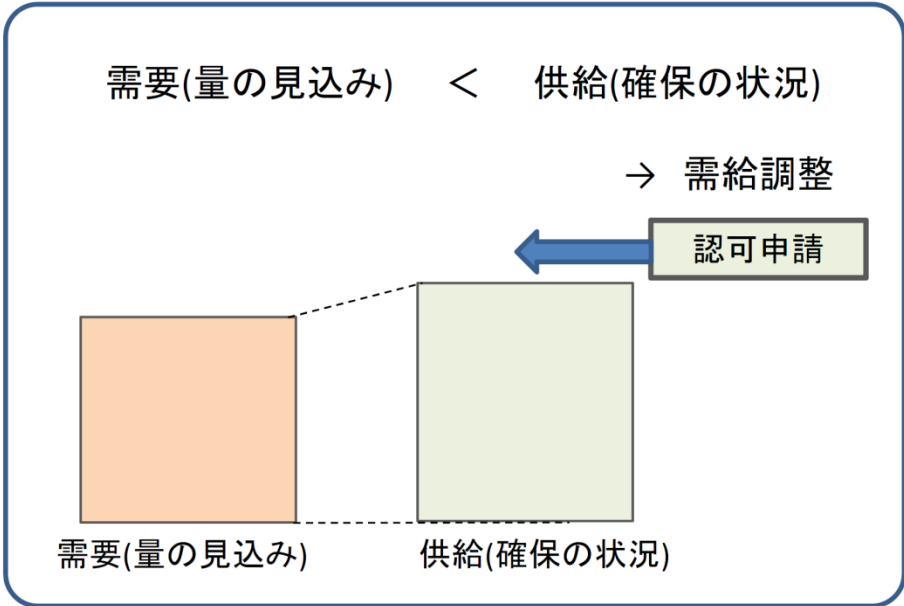 需要(量の見込み) ＜ 供給(確保の状況)
→ 需給調整
認可申請
需要(量の見込み)
供給(確保の状況)